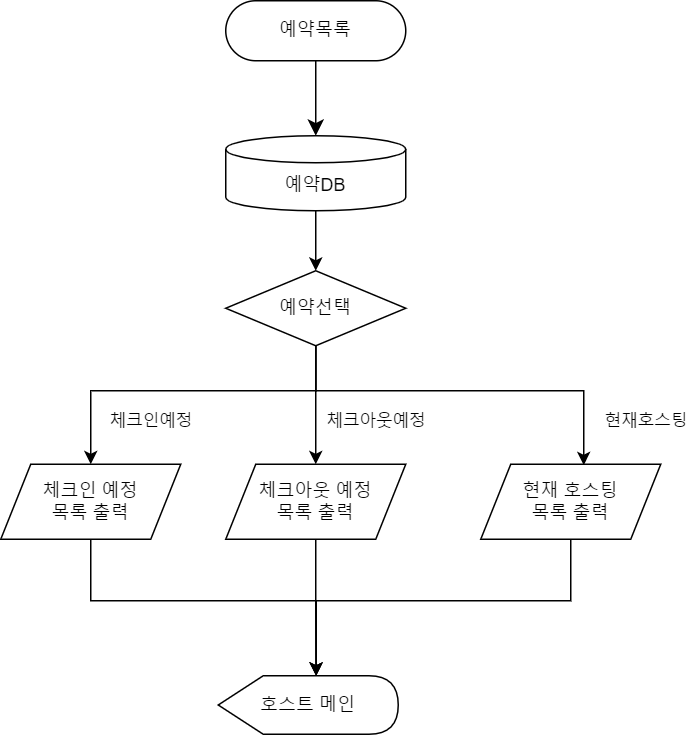 예약목록
예약DB
예약선택
체크인예정
체크아웃예정
현재호스팅
체크인 예정
목록 출력
체크아웃 예정
목록 출력
현재 호스팅
목록 출력
호스트 메인